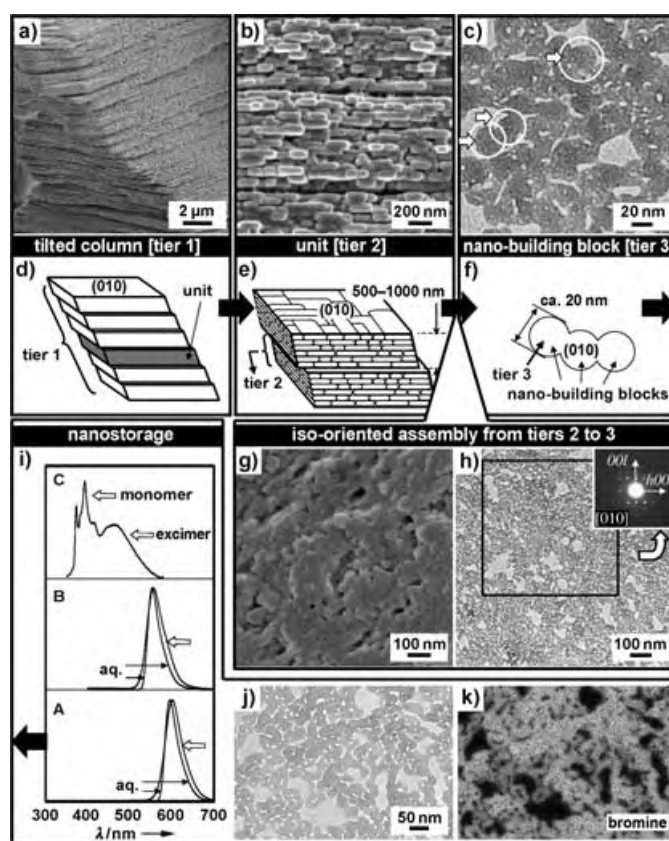 a)
b)
c)
2 µm
200 nm
20 nm
tilted column [tier 1]
unit [tier 2]
nano-building block [tier 3
d)
(010)
unit
tier 1
e)
500–1000 nm
(010)
tier 2
f)
ca. 20 nm
(010)
tier 3
nano-building blocks
nanostorage
iso-oriented assembly from tiers 2 to 3
i)
C
monomer
excimer
B
aq.
A
aq.
300 400 500 600 700
λ/nm
g)
100 nm
h)
00l
h00
[010]
100 nm
j)
50 nm
k)
bromine